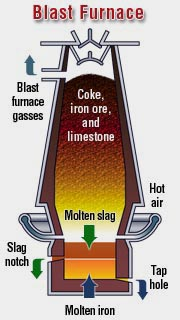 Blast Furnace
Blast
furnace
gasses
Coke,
iron ore,
and
limestone
Hot
air
Molten slag
Slag
notch
Tap
hole
Molten iron